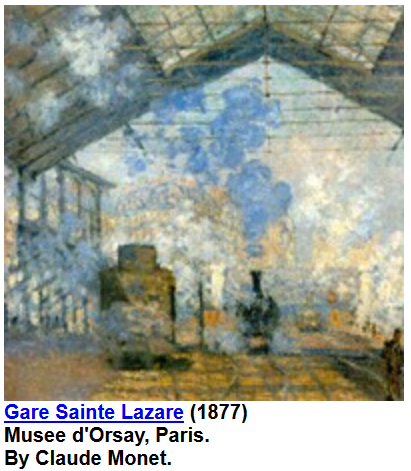 Gare Sainte Lazare (1877)
Musee d'Orsay, Paris.
By Claude Monet.